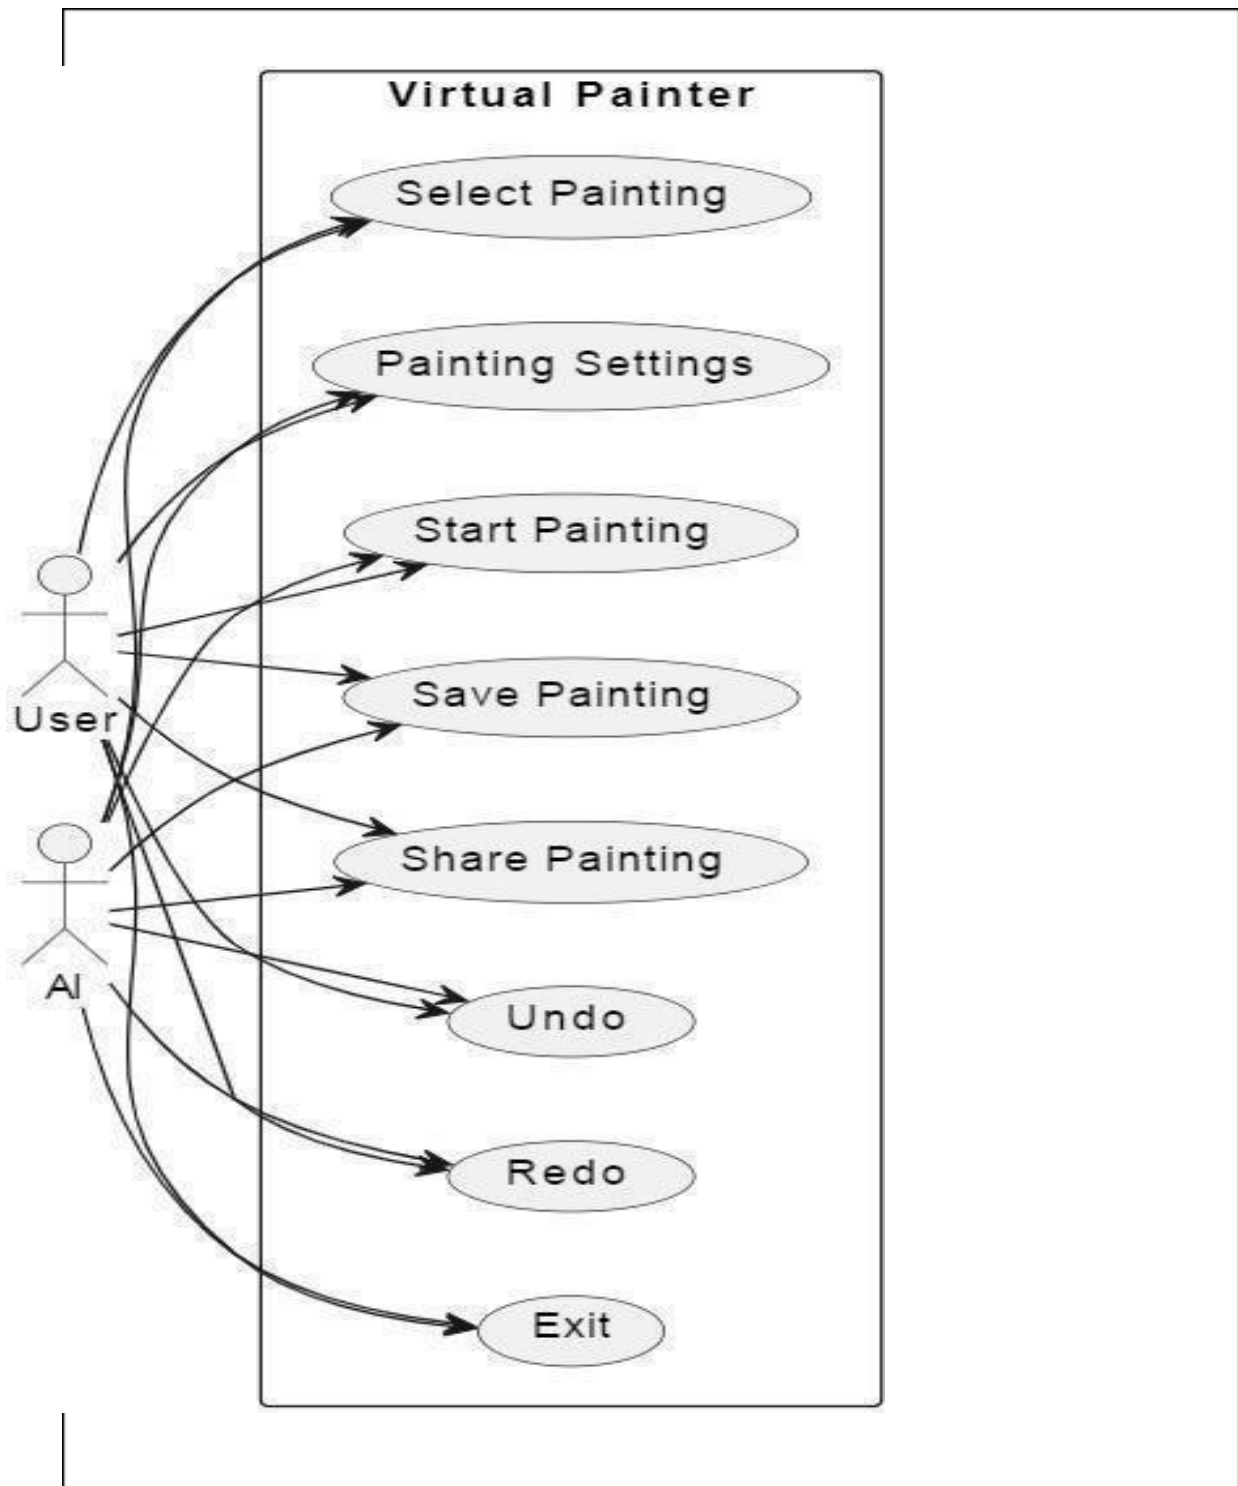 Virtual Painter
Select Painting
Painting Settings
Start Painting
Save Painting
User
Share Painting
AI
Undo
Redo
Exit